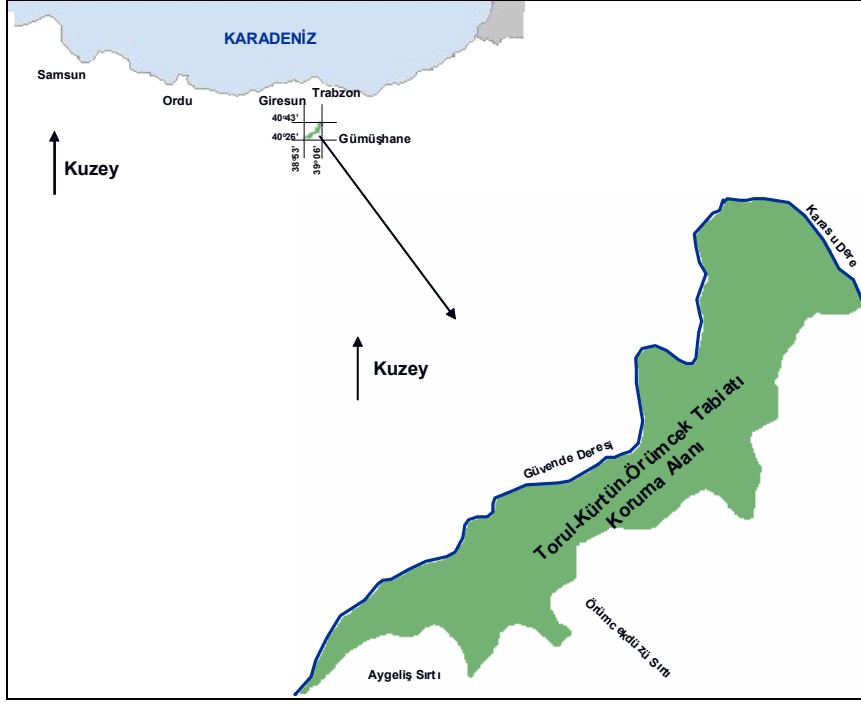 KARADENİZ
Samsun
Ordu
Giresun
Trabzon
40°43'
40°26'
Gümüşhane
38°53'
39°06'
Kuzey
Kuzey
Karasu Dere
Güvende Deresi
Torul-Kürtün-Örümcek Tabiatı
Koruma Alanı
Örümcekdüzü Sırtı
Aygeliş Sırtı